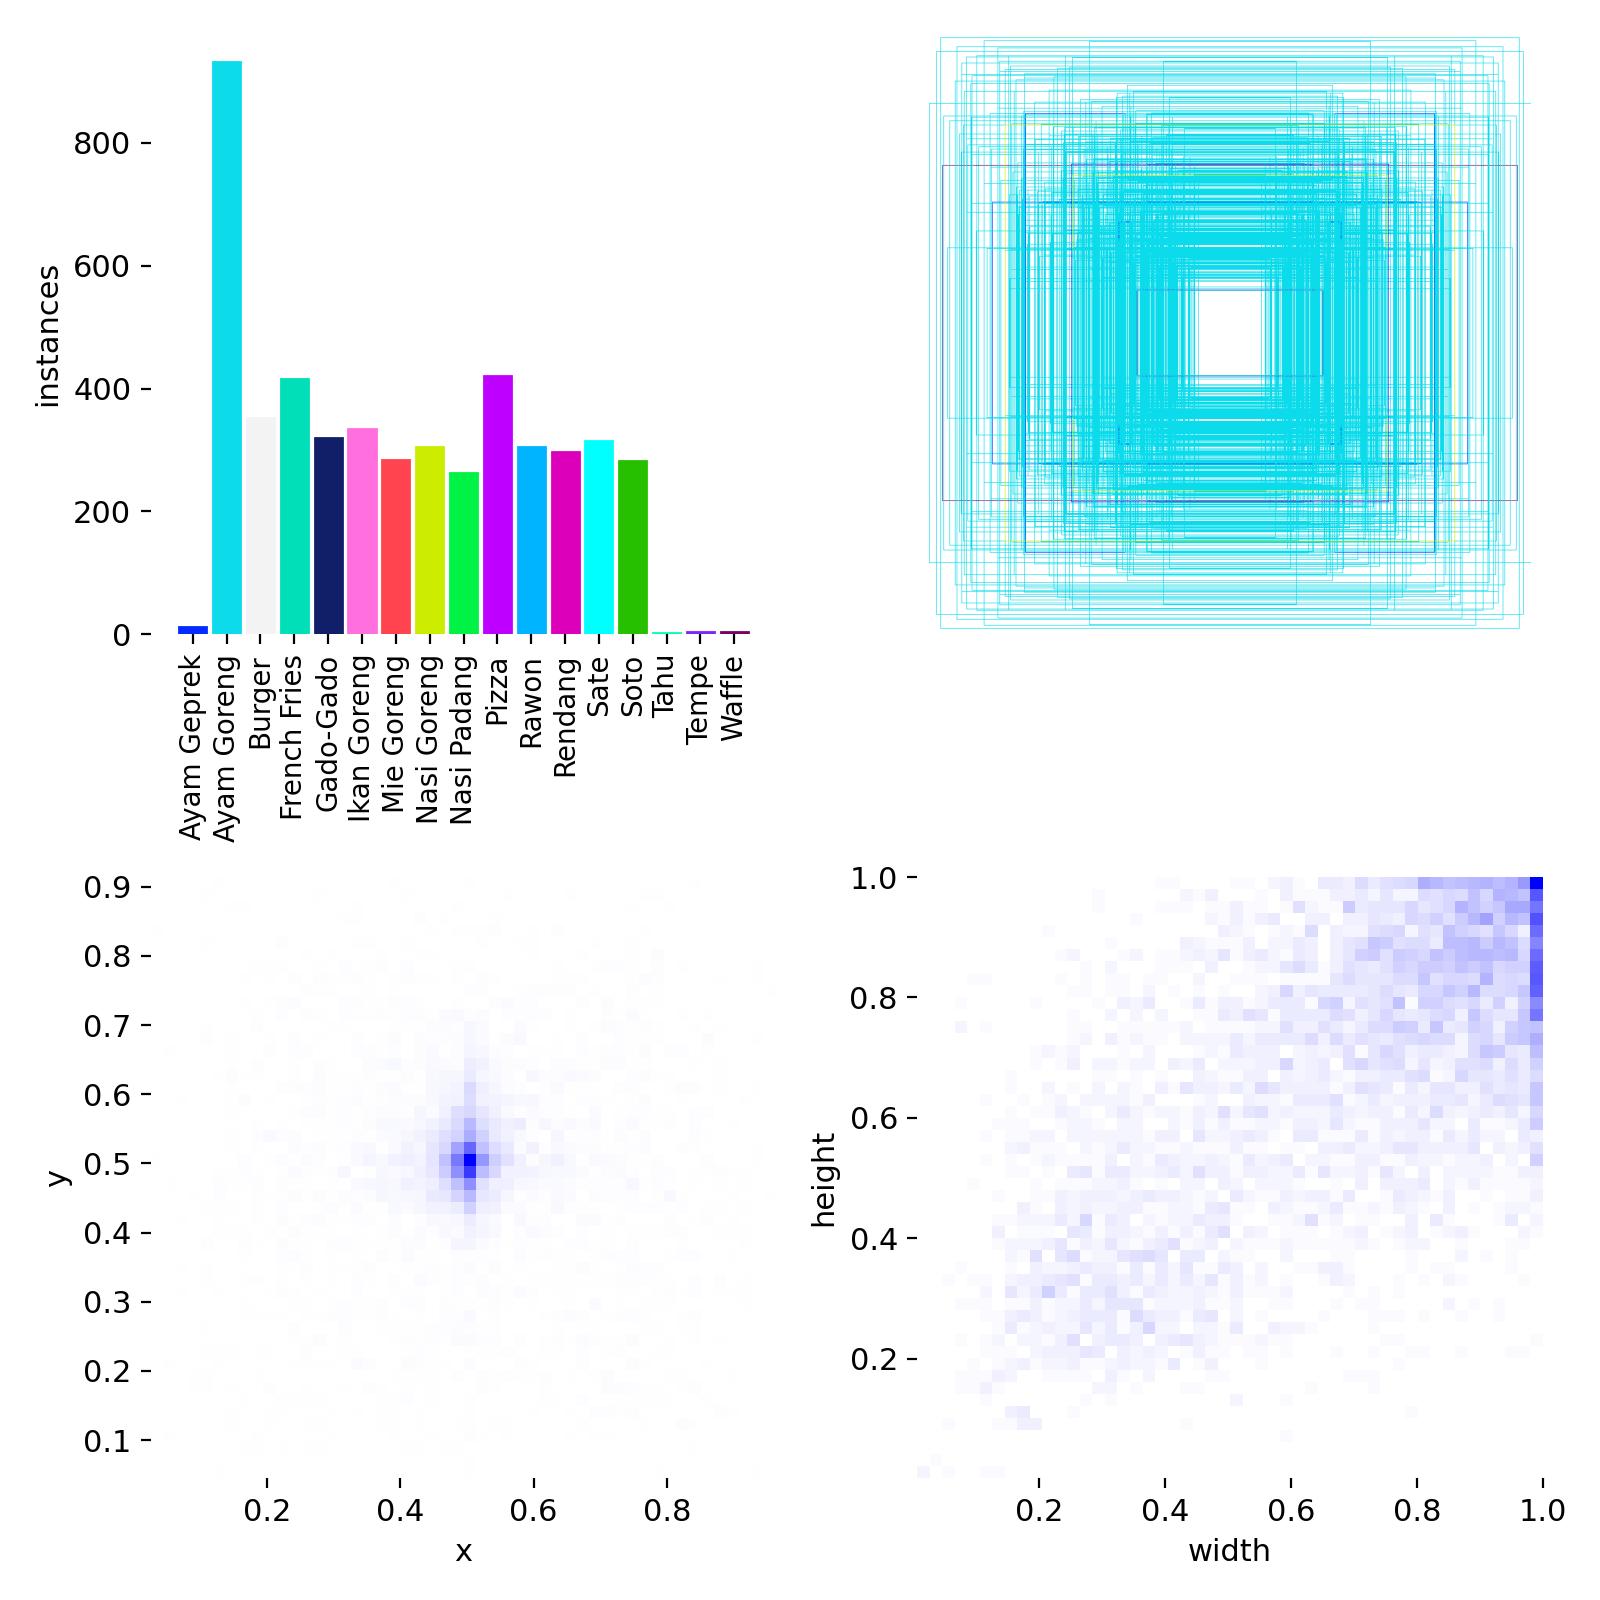 instances
800
600
400
200
0
Ayam Geprek
Ayam Goreng
Burger
French Fries
Gado-Gado
Ikan Goreng
Mie Goreng
Nasi Goreng
Nasi Padang
Pizza
Rawon
Rendang
Sate
Soto
Tahu
Tempe
Waffle
y
0.9
0.8
0.7
0.6
0.5
0.4
0.3
0.2
0.1
0.2 0.4 0.6 0.8
x
height
1.0
0.8
0.6
0.4
0.2
0.2 0.4 0.6 0.8 1.0
width